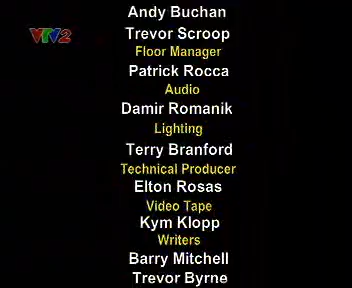 Andy Buchan
VTV2
Trevor Scroop
Floor Manager
Patrick Rocca
Audio
Damir Romanik
Lighting
Terry Branford
Technical Producer
Elton Rosas
Video Tape
Kym Klopp
Writers
Barry Mitchell
Trevor Byrne